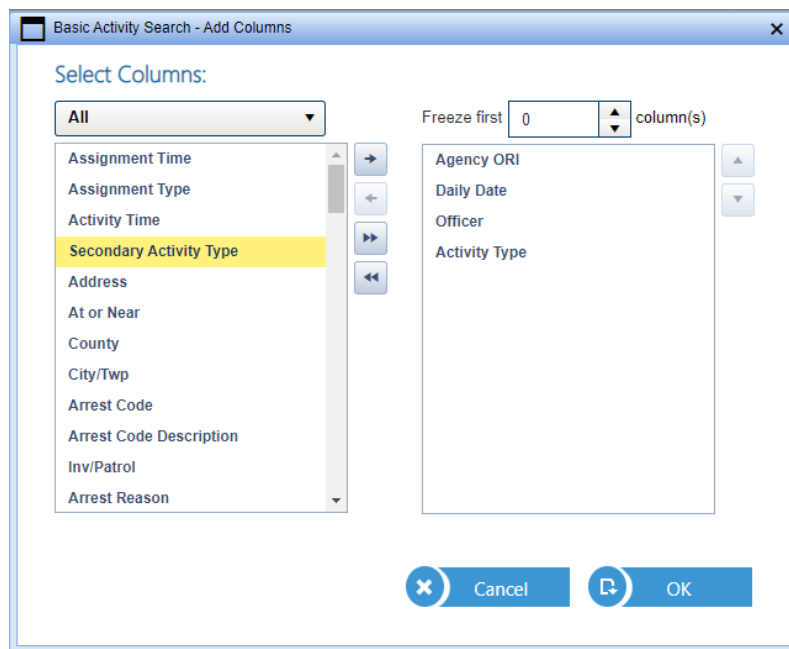 Basic Activity Search - Add Columns
Select Columns:
All
Freeze first 0 column(s)
Assignment Time
Assignment Type
Activity Time
Secondary Activity Type
Address
At or Near
County
City/Twp
Arrest Code
Arrest Code Description
Inv/Patrol
Arrest Reason
Agency ORI
Daily Date
Officer
Activity Type
Cancel
OK